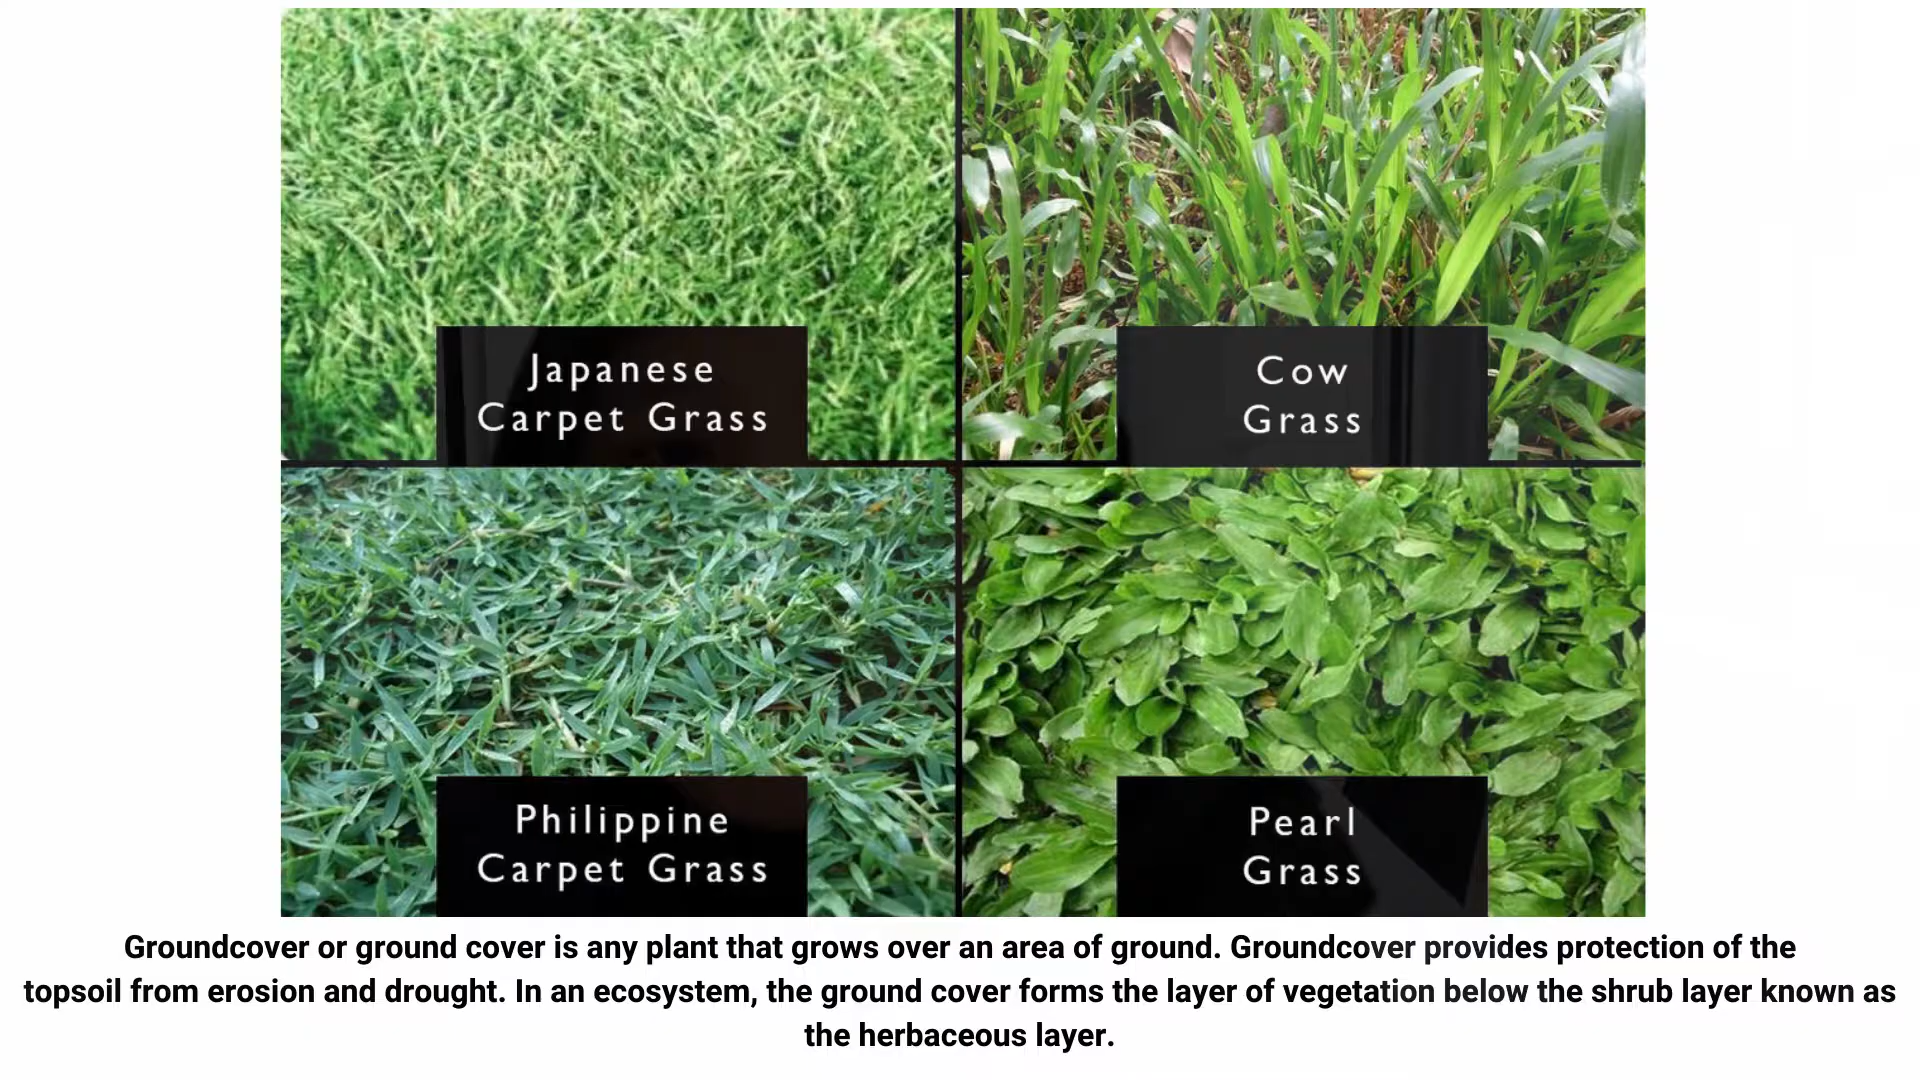 Japanese
Carpet Grass
Cow
Grass
Philippine
Carpet Grass
Pearl
Grass
Groundcover or ground cover is any plant that grows over an area of ground. Groundcover provides protection of the
topsoil from erosion and drought. In an ecosystem, the ground cover forms the layer of vegetation below the shrub layer known as
the herbaceous layer.